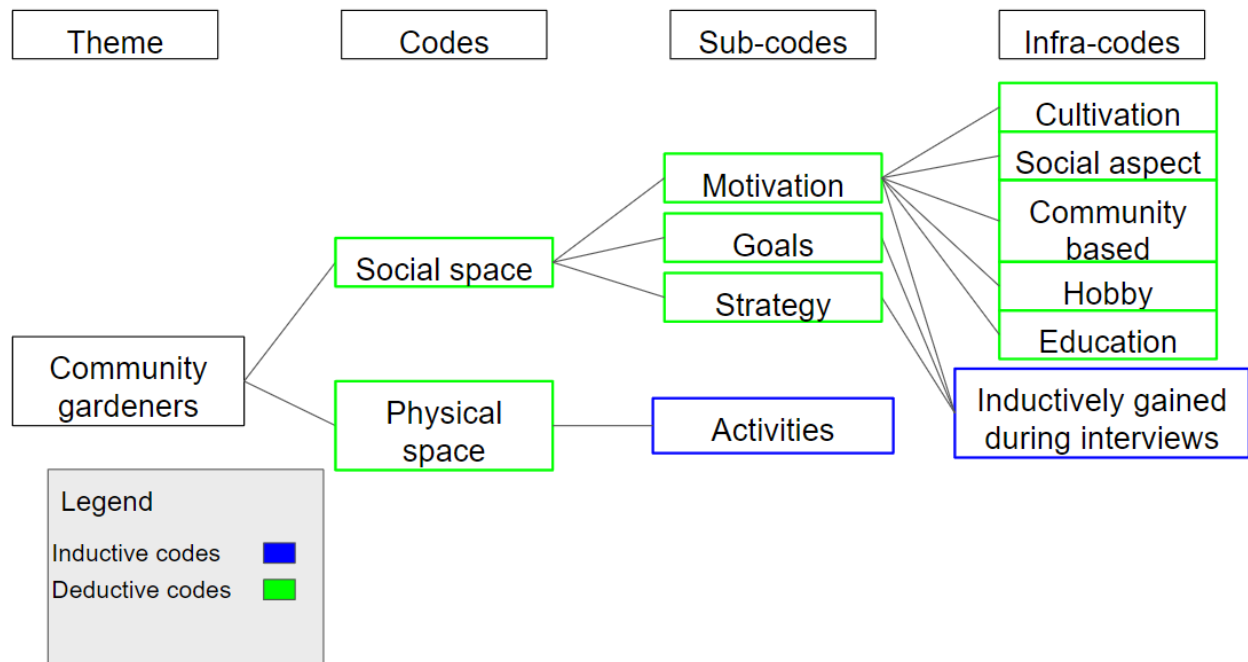 Theme
Codes
Sub-codes
Infra-codes
Cultivation
Social aspect
Community
based
Hobby
Education
Inductively gained
during interviews
Motivation
Goals
Strategy
Activities
Social space
Physical
space
Community
gardeners
Legend
Inductive codes
Deductive codes